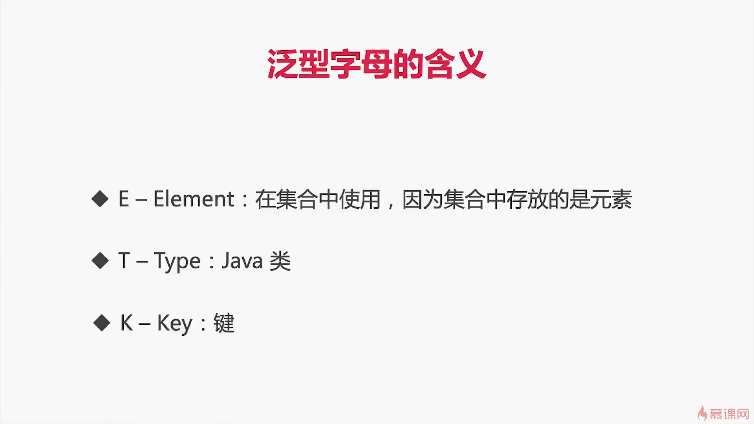 泛型字母的含义
◆ E – Element：在集合中使用，因为集合中存放的是元素
◆ T – Type：Java 类
◆ K – Key：键
慕课网